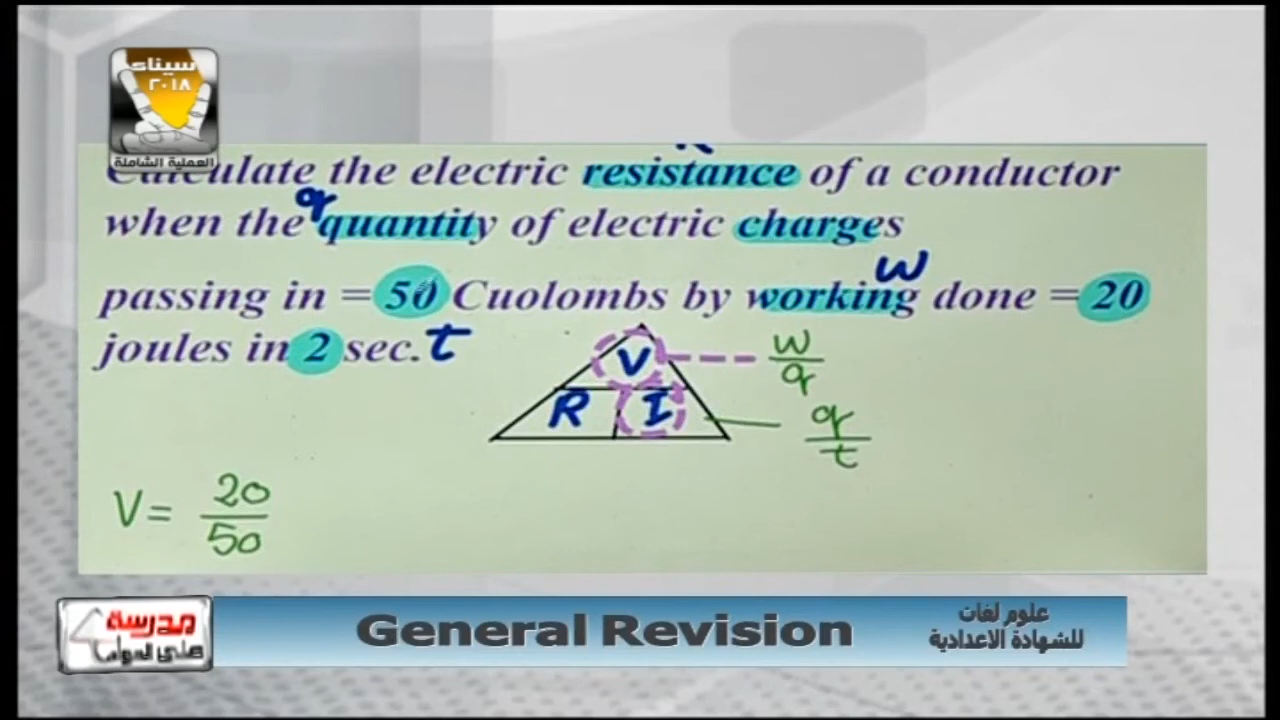 سيناء
٢٠١٨
العملية الشاملة
R
Calculate the electric resistance of a conductor
q
when the quantity of electric charges
W
passing in = 50 Cuolombs by working done = 20
joules in 2 sec. t
V
W
q
R I
q
t
V = 20
50
مدرسة
على الهواء
General Revision
علوم لغات
للشهادة الاعدادية